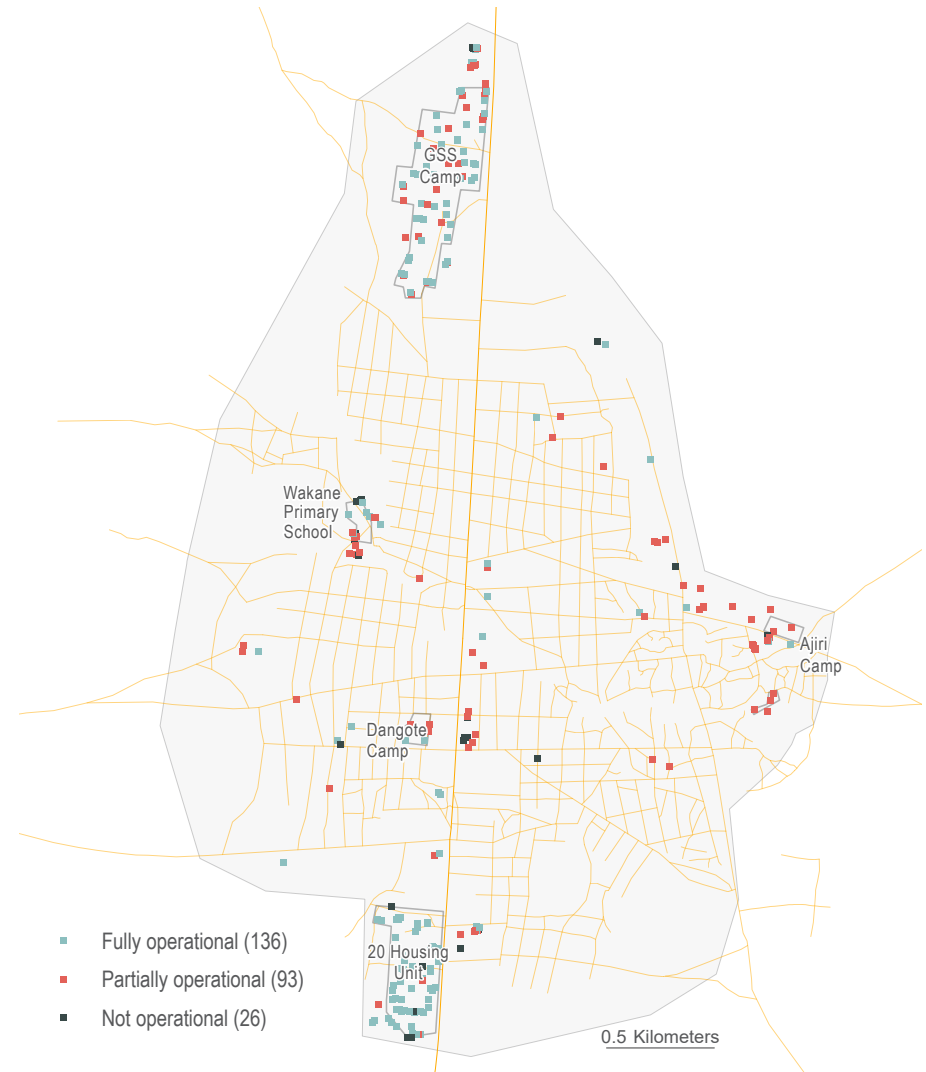 GSS
Camp
Wakane
Primary
School
Ajiri
Camp
Dangote
Camp
20 Housing
Unit
Fully operational (136)
Partially operational (93)
Not operational (26)
0.5 Kilometers